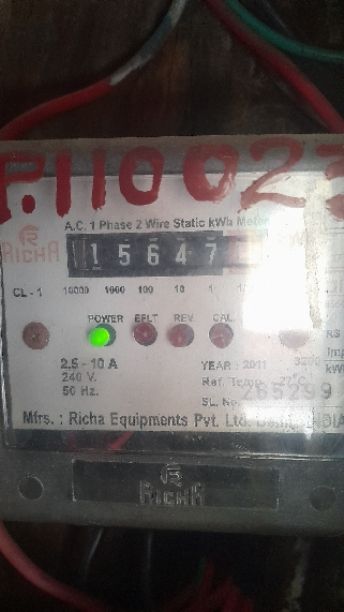 P.110023
A.C. 1 Phase 2 Wire Static kWh Meter
RICHA
15647
CL - 1 10000 1000 100 10 1
POWER EFLT REV. CAL.
2.5 - 10 A YEAR : 2011 3200
240 V. Ref. Temp. 27°C
50 Hz. SL. No. 265299
Mfrs. : Richa Equipments Pvt. Ltd. INDIA
RICHA